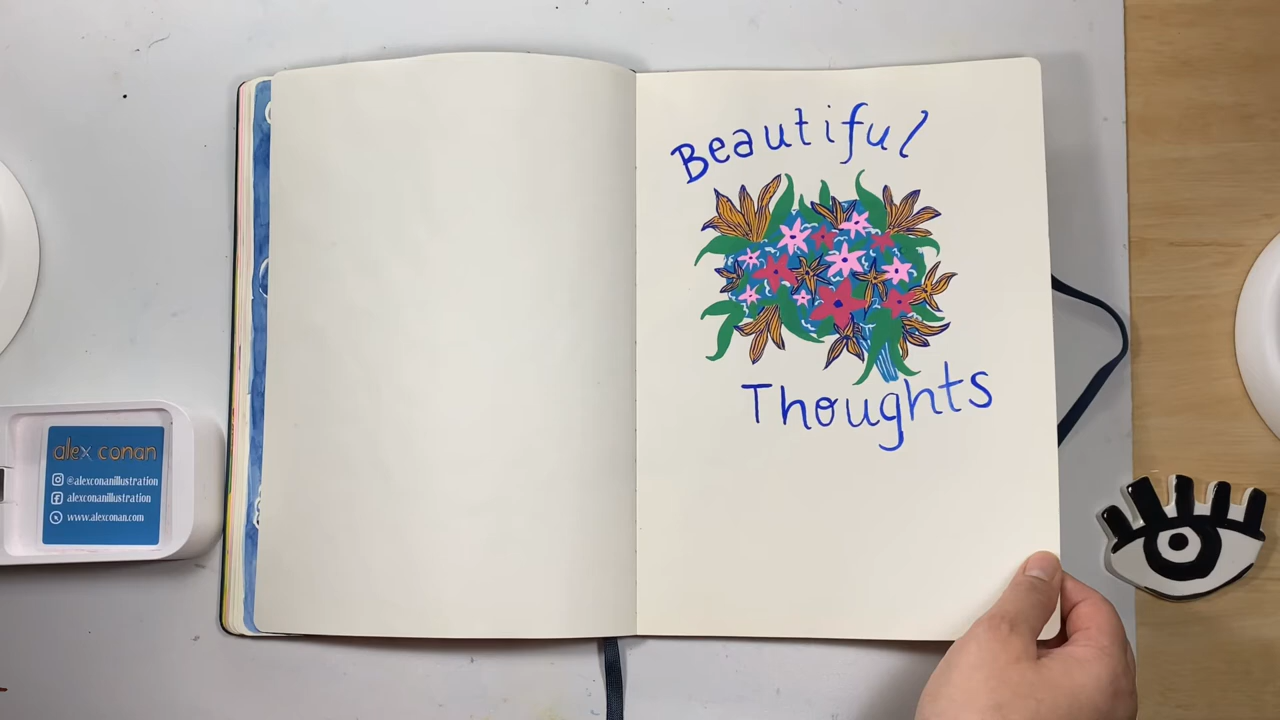 Beautiful
Thoughts
alex conan
@alexconanillustration
alexconanillustration
www.alexconan.com